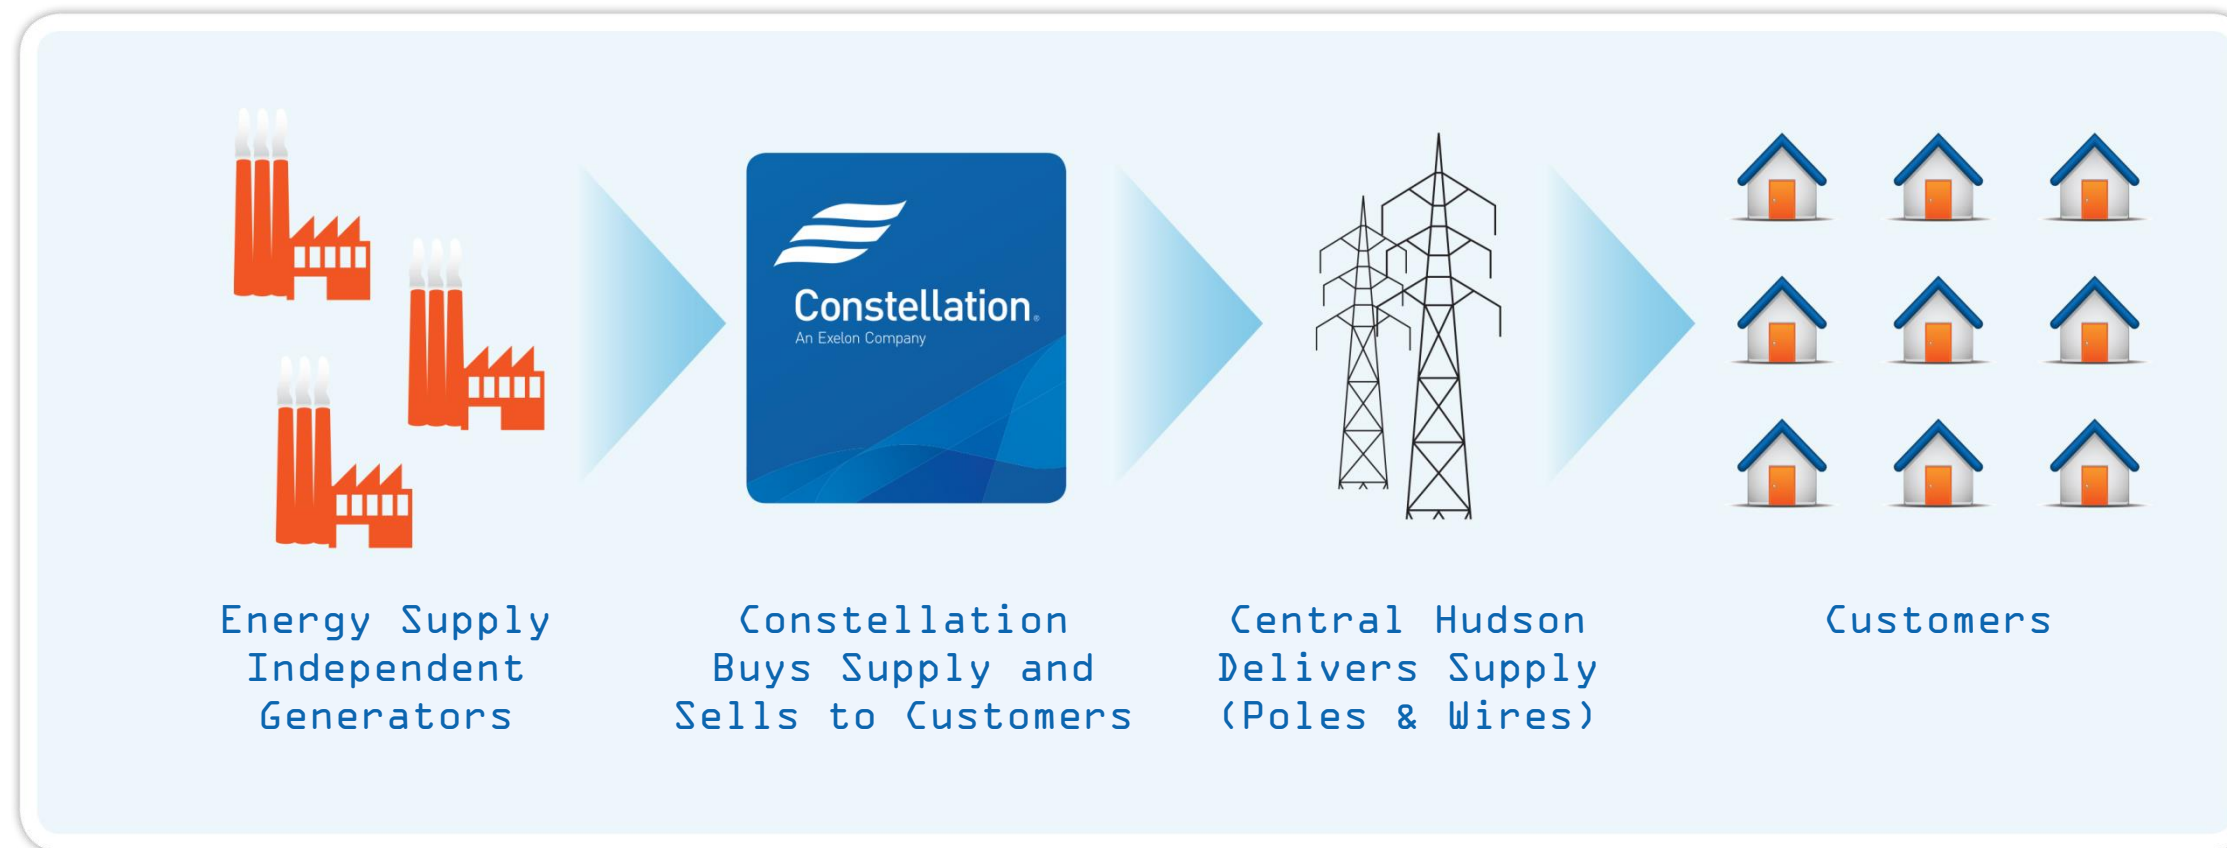 Constellation®
An Exelon Company
Energy Supply
Independent
Generators
Constellation
Buys Supply and
Sells to Customers
Central Hudson
Delivers Supply
(Poles & Wires)
Customers